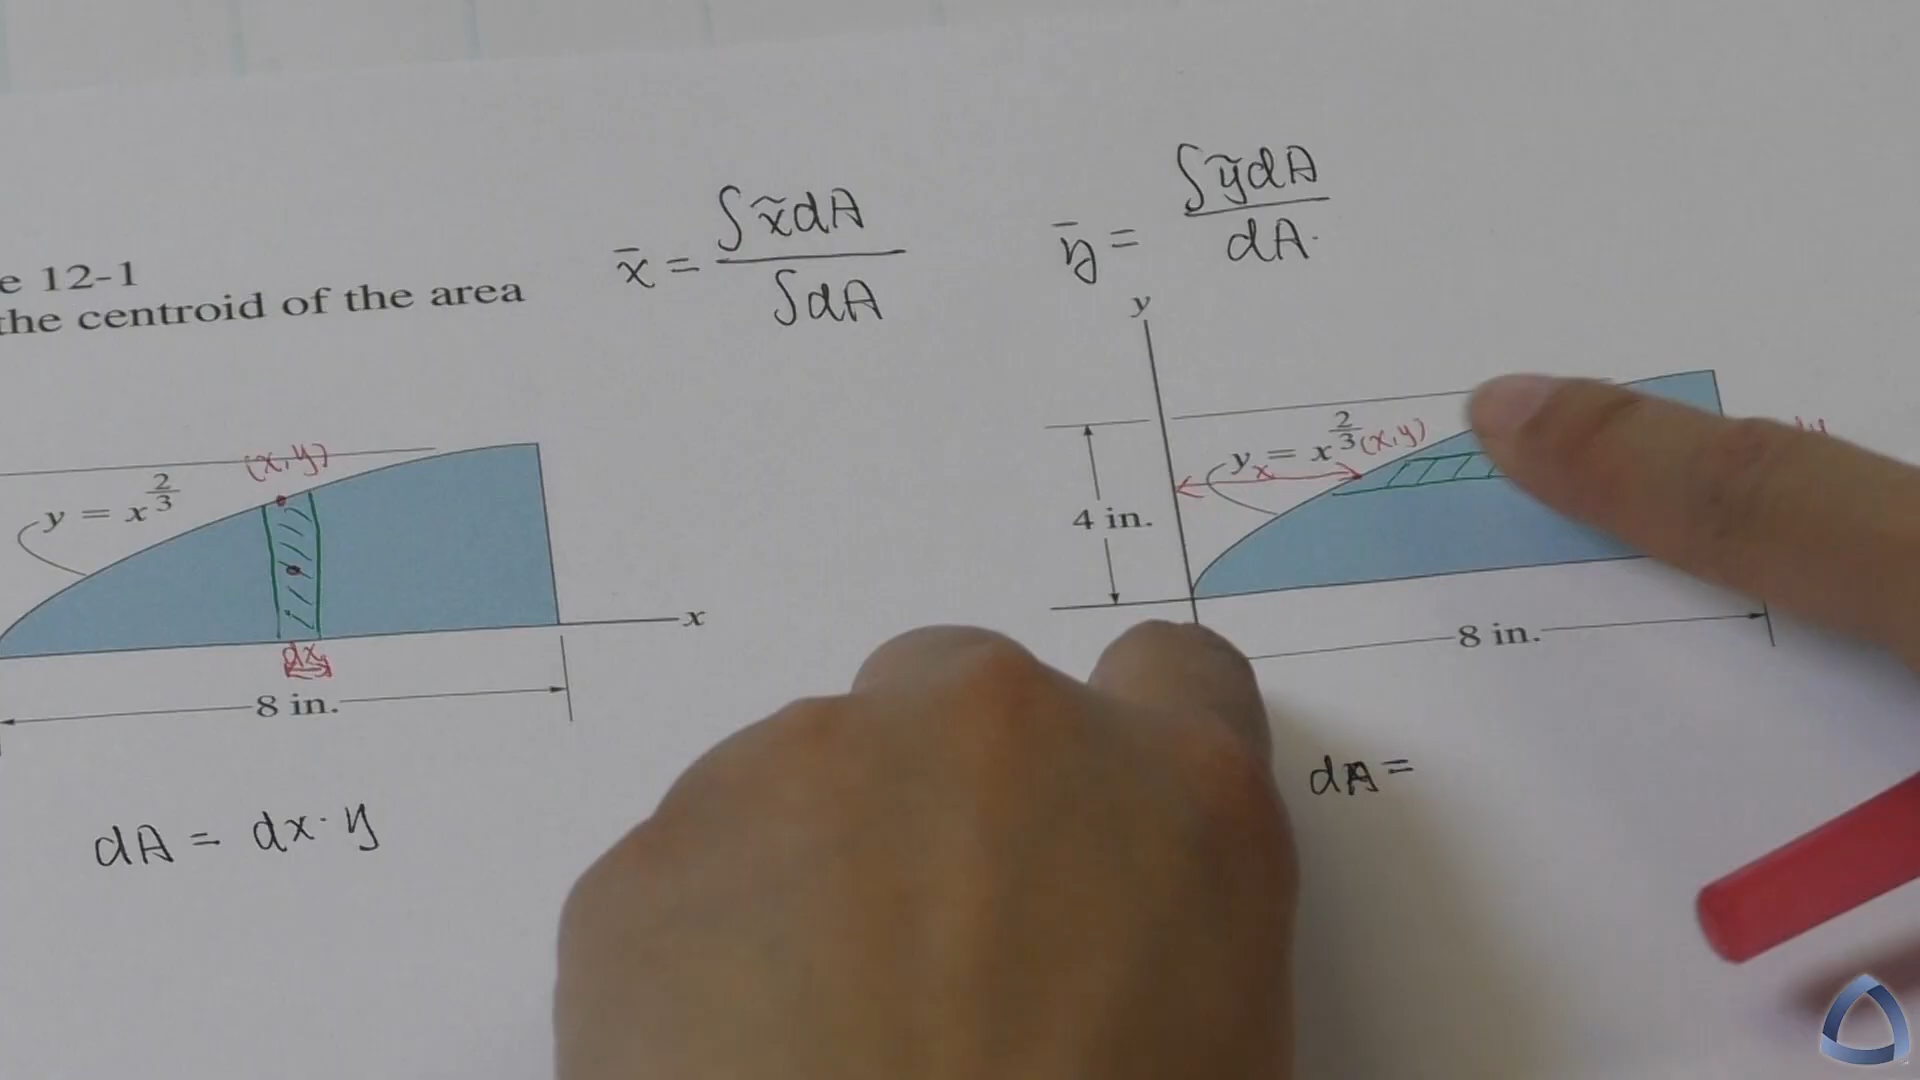 e 12-1
the centroid of the area
x̄ = ∫x̃dA / ∫dA
ȳ = ∫ỹdA / dA.
(x,y)
y = x^(2/3)
x
dx
8 in.
dA = dx·y
y
y = x^(2/3)
(x,y)
x
4 in.
8 in.
dA =